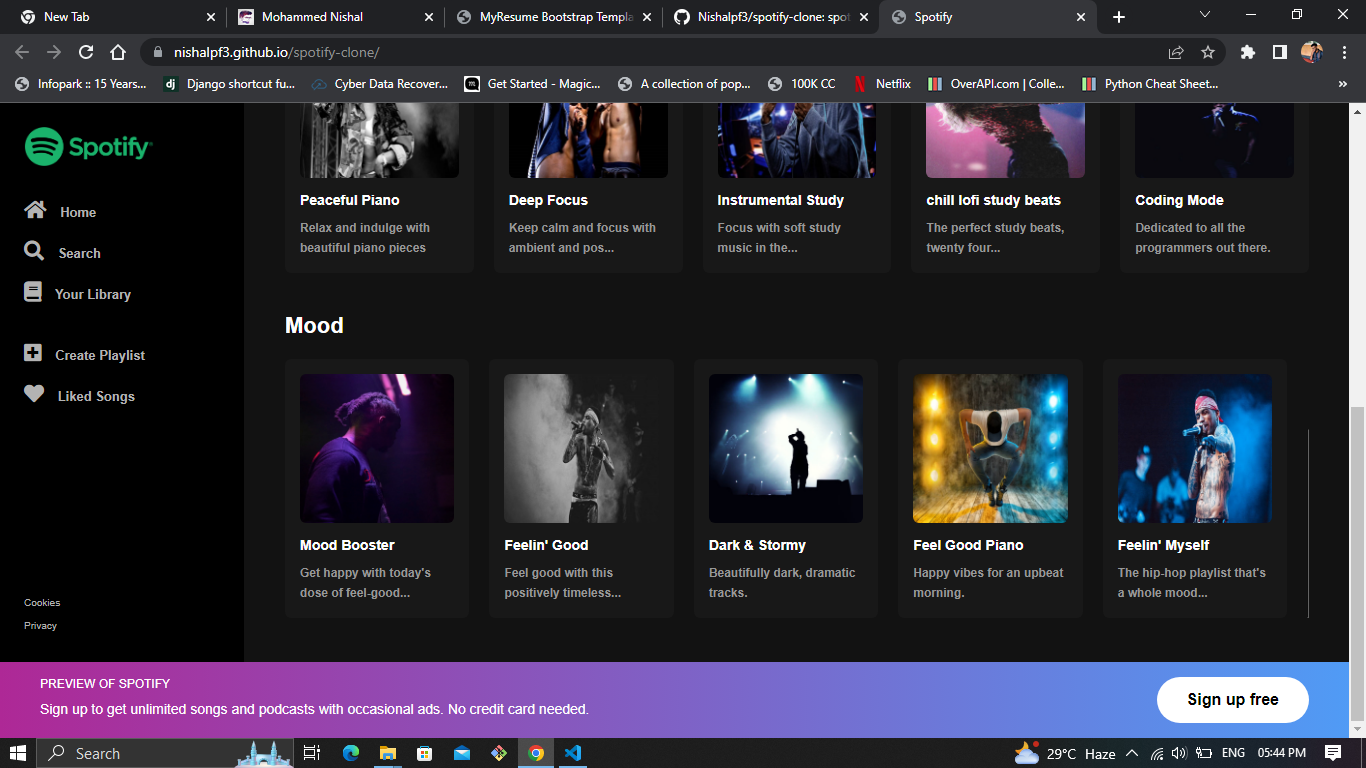 New Tab
Mohammed Nishal
MyResume Bootstrap Templa
Nishalpf3/spotify-clone: spot
Spotify
nishalpf3.github.io/spotify-clone/
Infopark :: 15 Years...
dj
Django shortcut fu...
Cyber Data Recover...
Get Started - Magic...
A collection of pop...
100K CC
Netflix
OverAPI.com | Colle...
Python Cheat Sheet...
»
Spotify
Home
Search
Your Library
Create Playlist
Liked Songs
Cookies
Privacy
Peaceful Piano
Relax and indulge with
beautiful piano pieces
Deep Focus
Keep calm and focus with
ambient and pos...
Instrumental Study
Focus with soft study
music in the...
chill lofi study beats
The perfect study beats,
twenty four...
Coding Mode
Dedicated to all the
programmers out there.
Mood
Mood Booster
Get happy with today's
dose of feel-good...
Feelin' Good
Feel good with this
positively timeless...
Dark & Stormy
Beautifully dark, dramatic
tracks.
Feel Good Piano
Happy vibes for an upbeat
morning.
Feelin' Myself
The hip-hop playlist that's
a whole mood...
PREVIEW OF SPOTIFY
Sign up to get unlimited songs and podcasts with occasional ads. No credit card needed.
Sign up free
Search
29°C Haze
ENG
05:44 PM